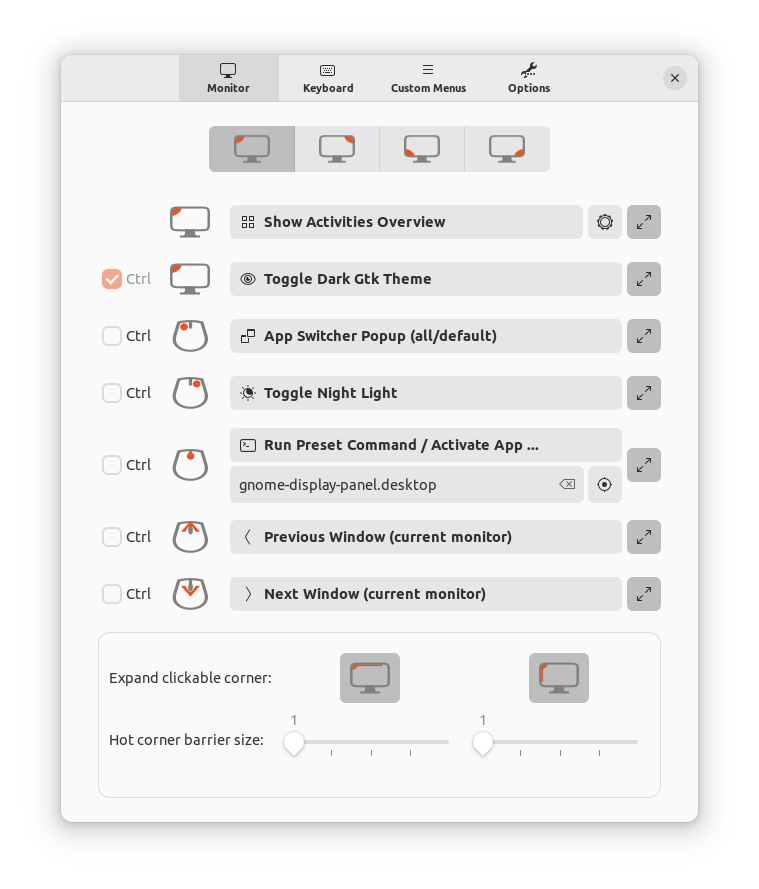 Monitor
Keyboard
Custom Menus
Options
Show Activities Overview
Ctrl
Toggle Dark Gtk Theme
Ctrl
App Switcher Popup (all/default)
Ctrl
Toggle Night Light
Ctrl
Run Preset Command / Activate App ...
gnome-display-panel.desktop
Ctrl
Previous Window (current monitor)
Ctrl
Next Window (current monitor)
Expand clickable corner:
Hot corner barrier size:
1
1